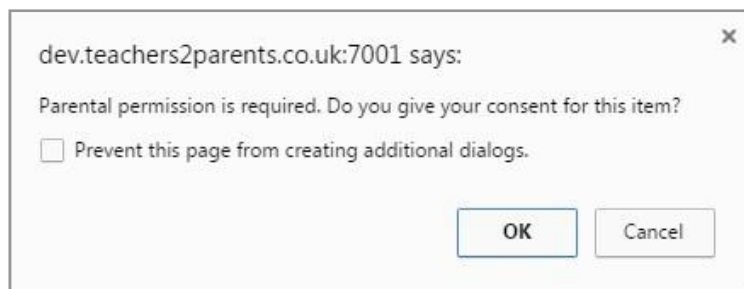 dev.teachers2parents.co.uk:7001 says:
Parental permission is required. Do you give your consent for this item?
Prevent this page from creating additional dialogs.
OK Cancel